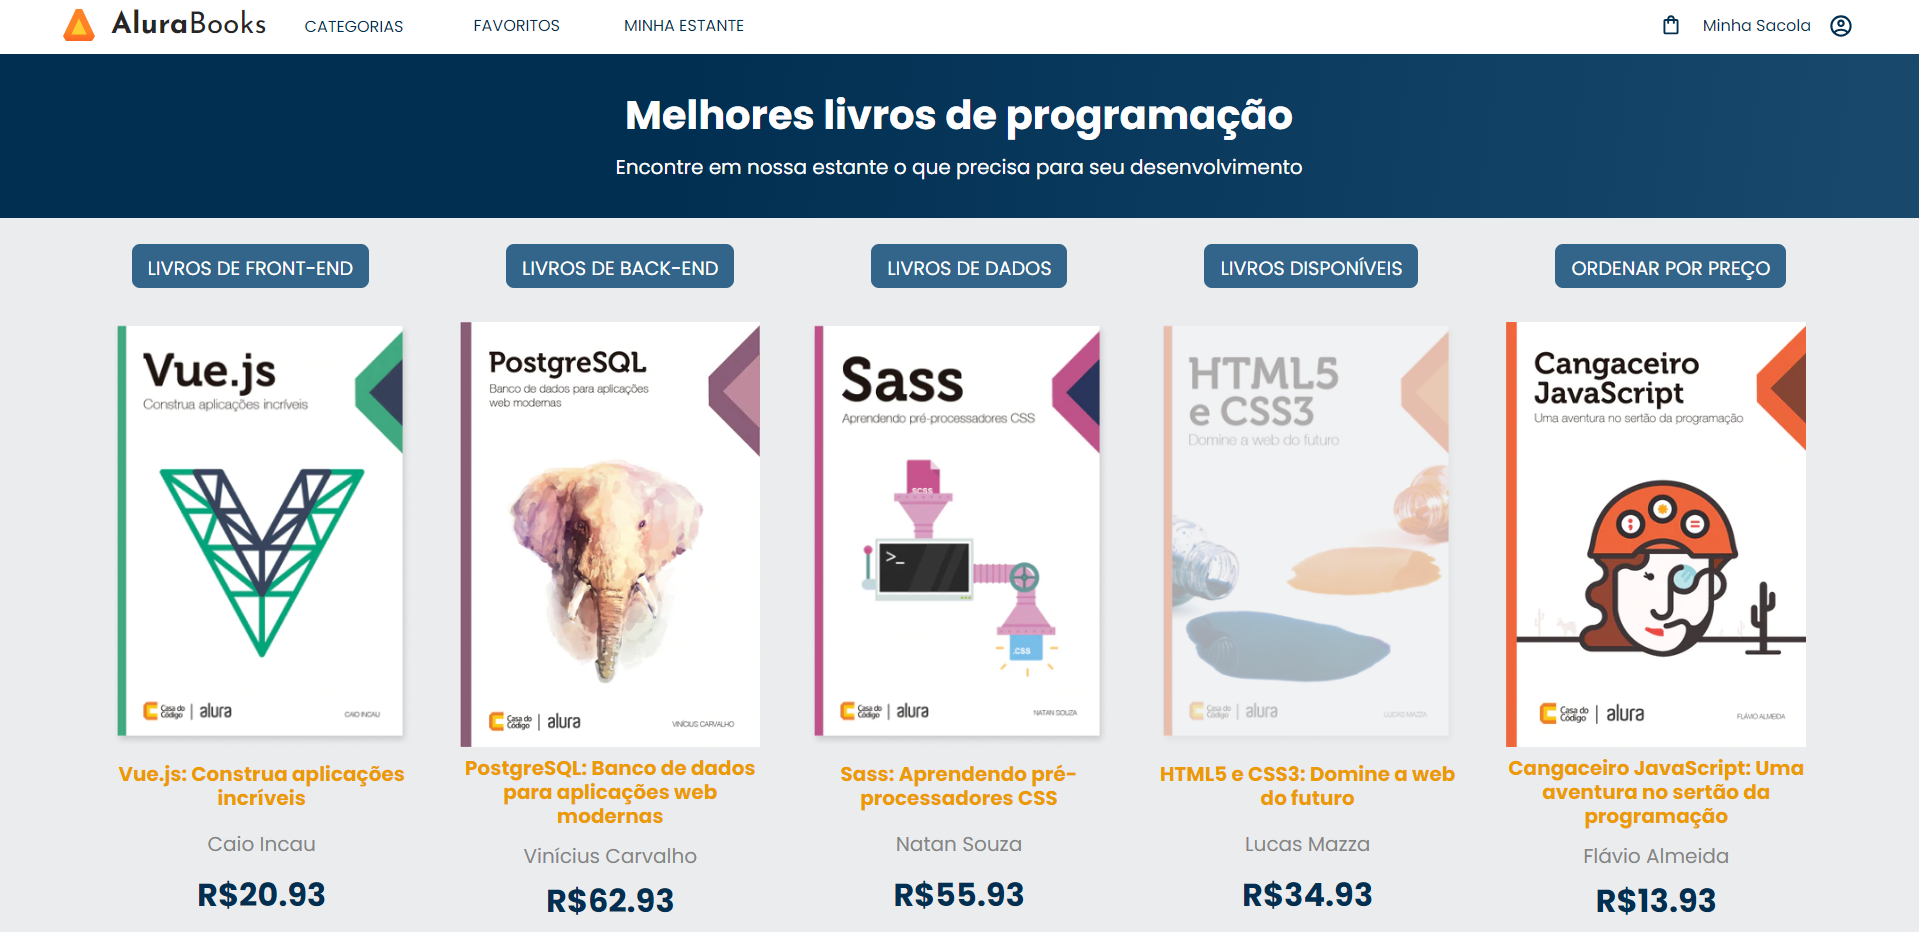 AluraBooks CATEGORIAS FAVORITOS MINHA ESTANTE Minha Sacola
Melhores livros de programação
Encontre em nossa estante o que precisa para seu desenvolvimento
LIVROS DE FRONT-END
LIVROS DE BACK-END
LIVROS DE DADOS
LIVROS DISPONÍVEIS
ORDENAR POR PREÇO
Vue.js
Construa aplicações incríveis
Casa do
Código
alura
CAIO INCAU
Vue.js: Construa aplicações
incríveis
Caio Incau
R$20.93
PostgreSQL
Banco de dados para aplicações
web modernas
Casa do
Código
alura
VINÍCIUS CARVALHO
PostgreSQL: Banco de dados
para aplicações web
modernas
Vinícius Carvalho
R$62.93
Sass
Aprendendo pré-processadores CSS
SCSS
>_
.CSS
Casa do
Código
alura
NATAN SOUZA
Sass: Aprendendo pré-
processadores CSS
Natan Souza
R$55.93
HTML5
e CSS3
Domine a web do futuro
Casa do
Código
alura
LUCAS MAZZA
HTML5 e CSS3: Domine a web
do futuro
Lucas Mazza
R$34.93
Cangaceiro
JavaScript
Uma aventura no sertão da programação
; =
Casa do
Código
alura
FLÁVIO ALMEIDA
Cangaceiro JavaScript: Uma
aventura no sertão da
programação
Flávio Almeida
R$13.93